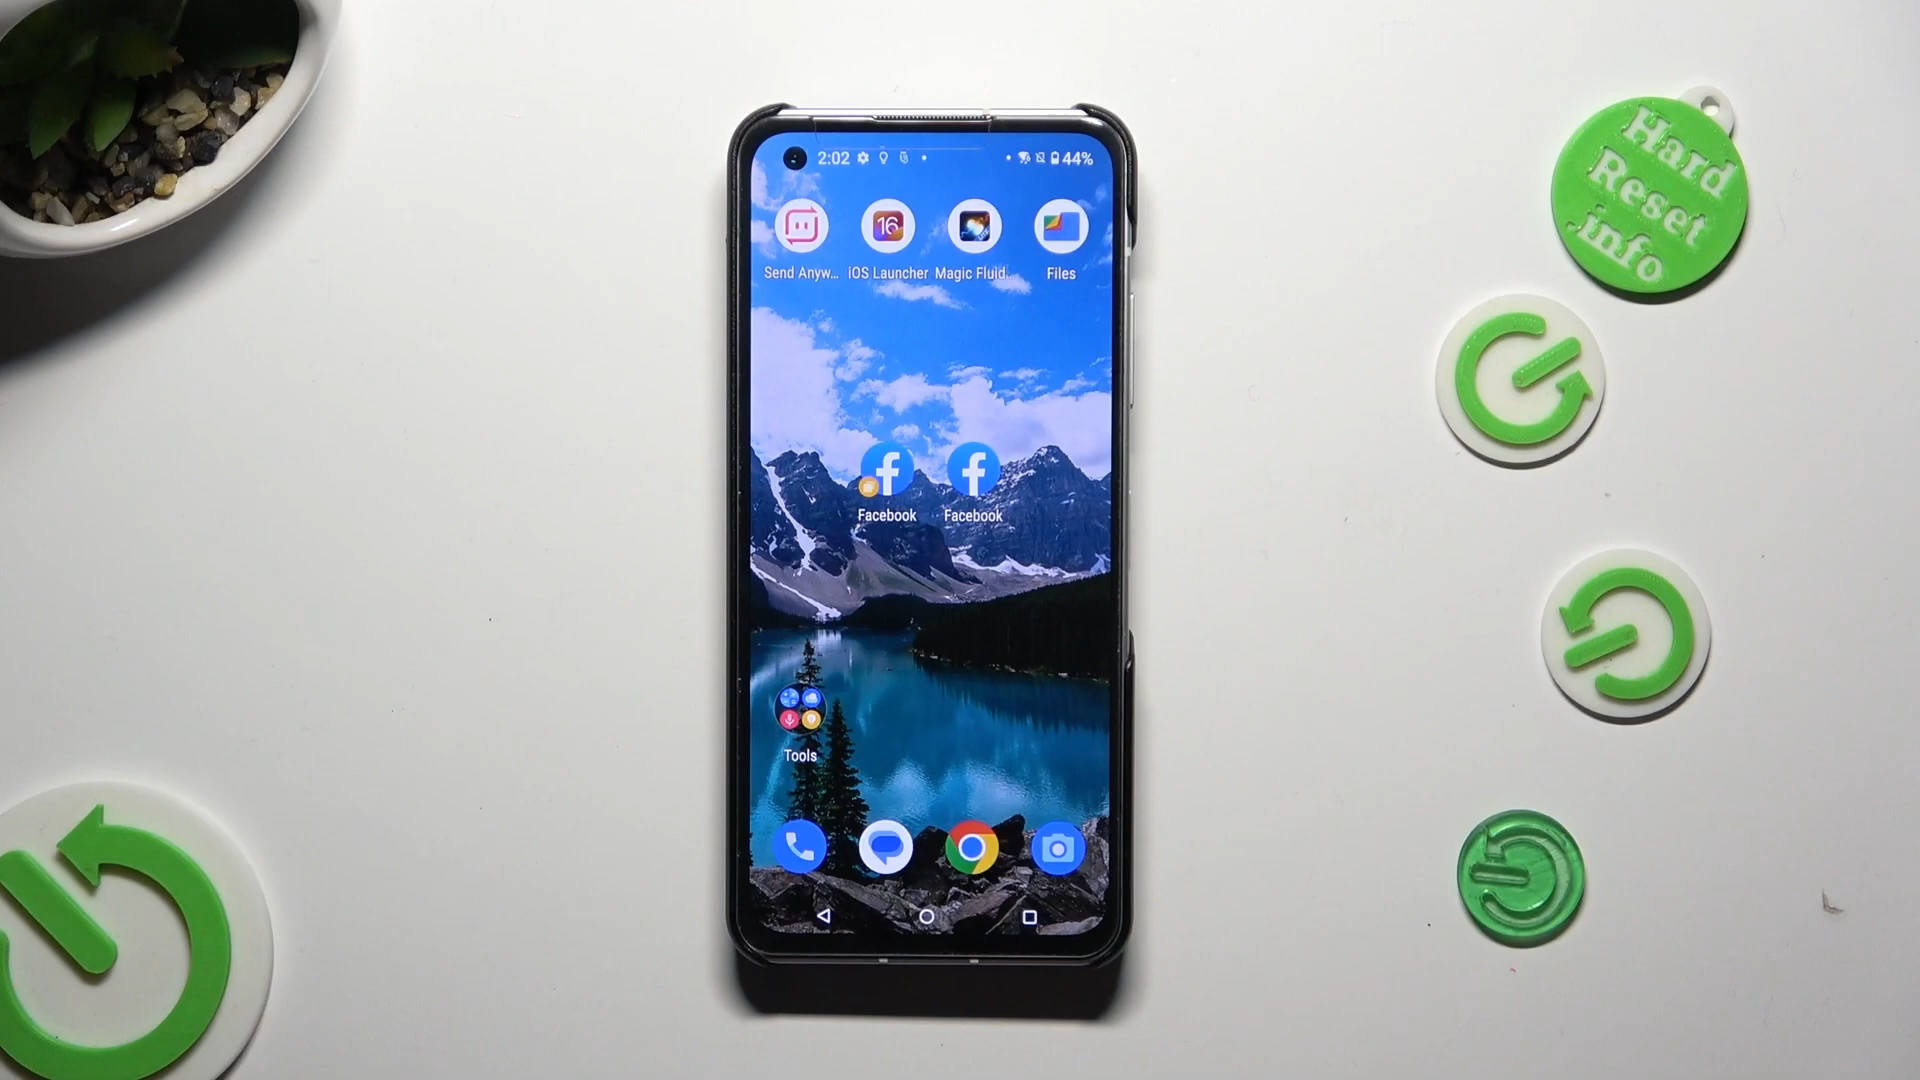 2:02
44%
Send Anyw...
iOS Launcher
Magic Fluid...
Files
16
Facebook
Facebook
Tools
Hard
Reset
info